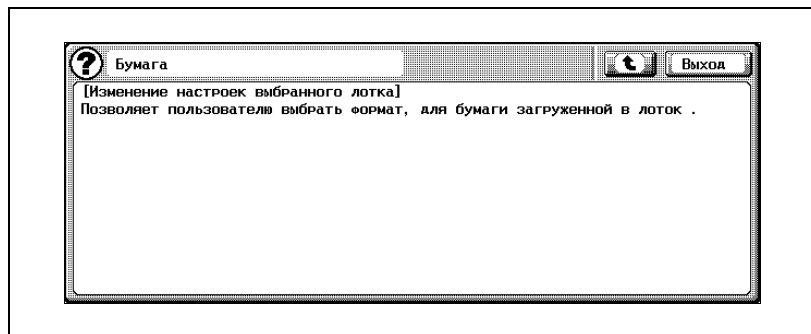 Бумага
Выход
[Изменение настроек выбранного лотка]
Позволяет пользователю выбрать формат, для бумаги загруженной в лоток .